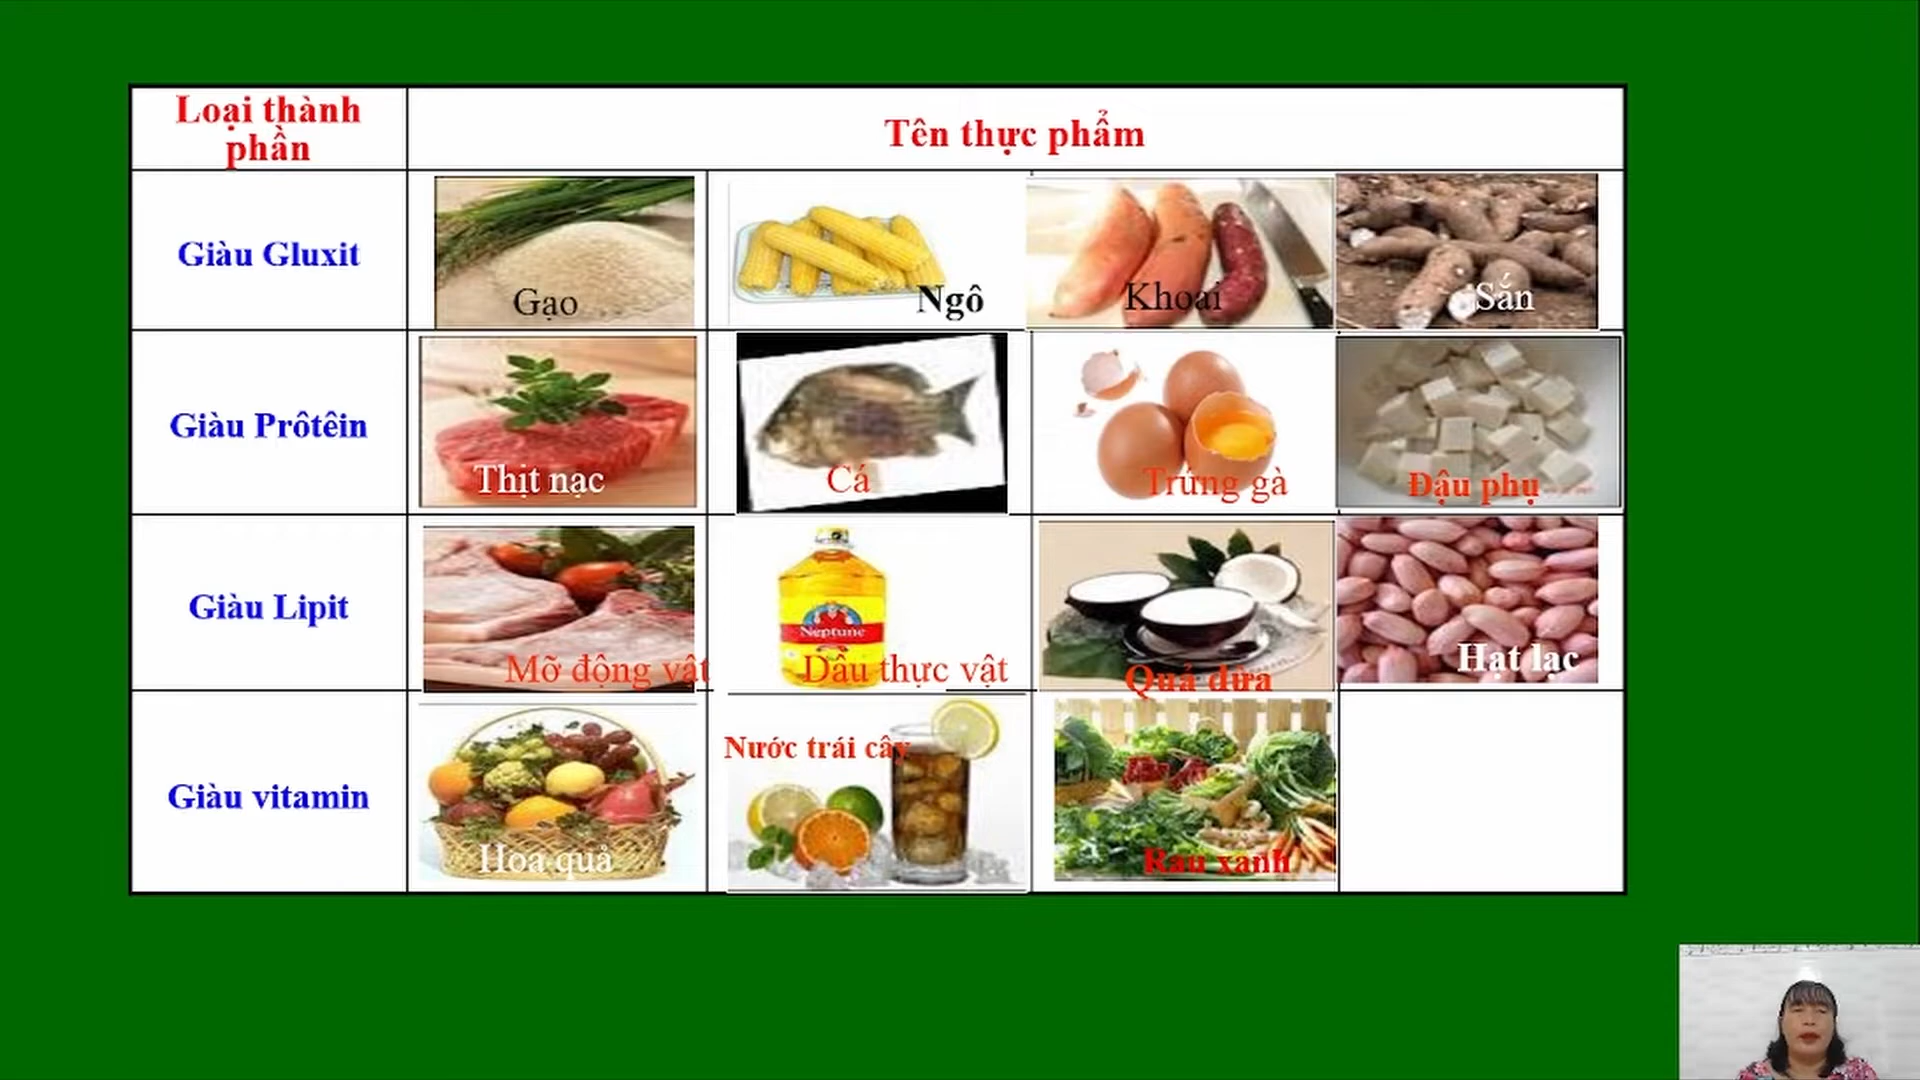 Loại thành
phần
Tên thực phẩm
Giàu Gluxit
Gạo
Ngô
Khoai
Sắn
Giàu Prôtêin
Thịt nạc
Cá
Trứng gà
Đậu phụ
Giàu Lipit
Neptune
Mỡ động vật
Dầu thực vật
Quả dừa
Hạt lạc
Giàu vitamin
Hoa quả
Nước trái cây
Rau xanh